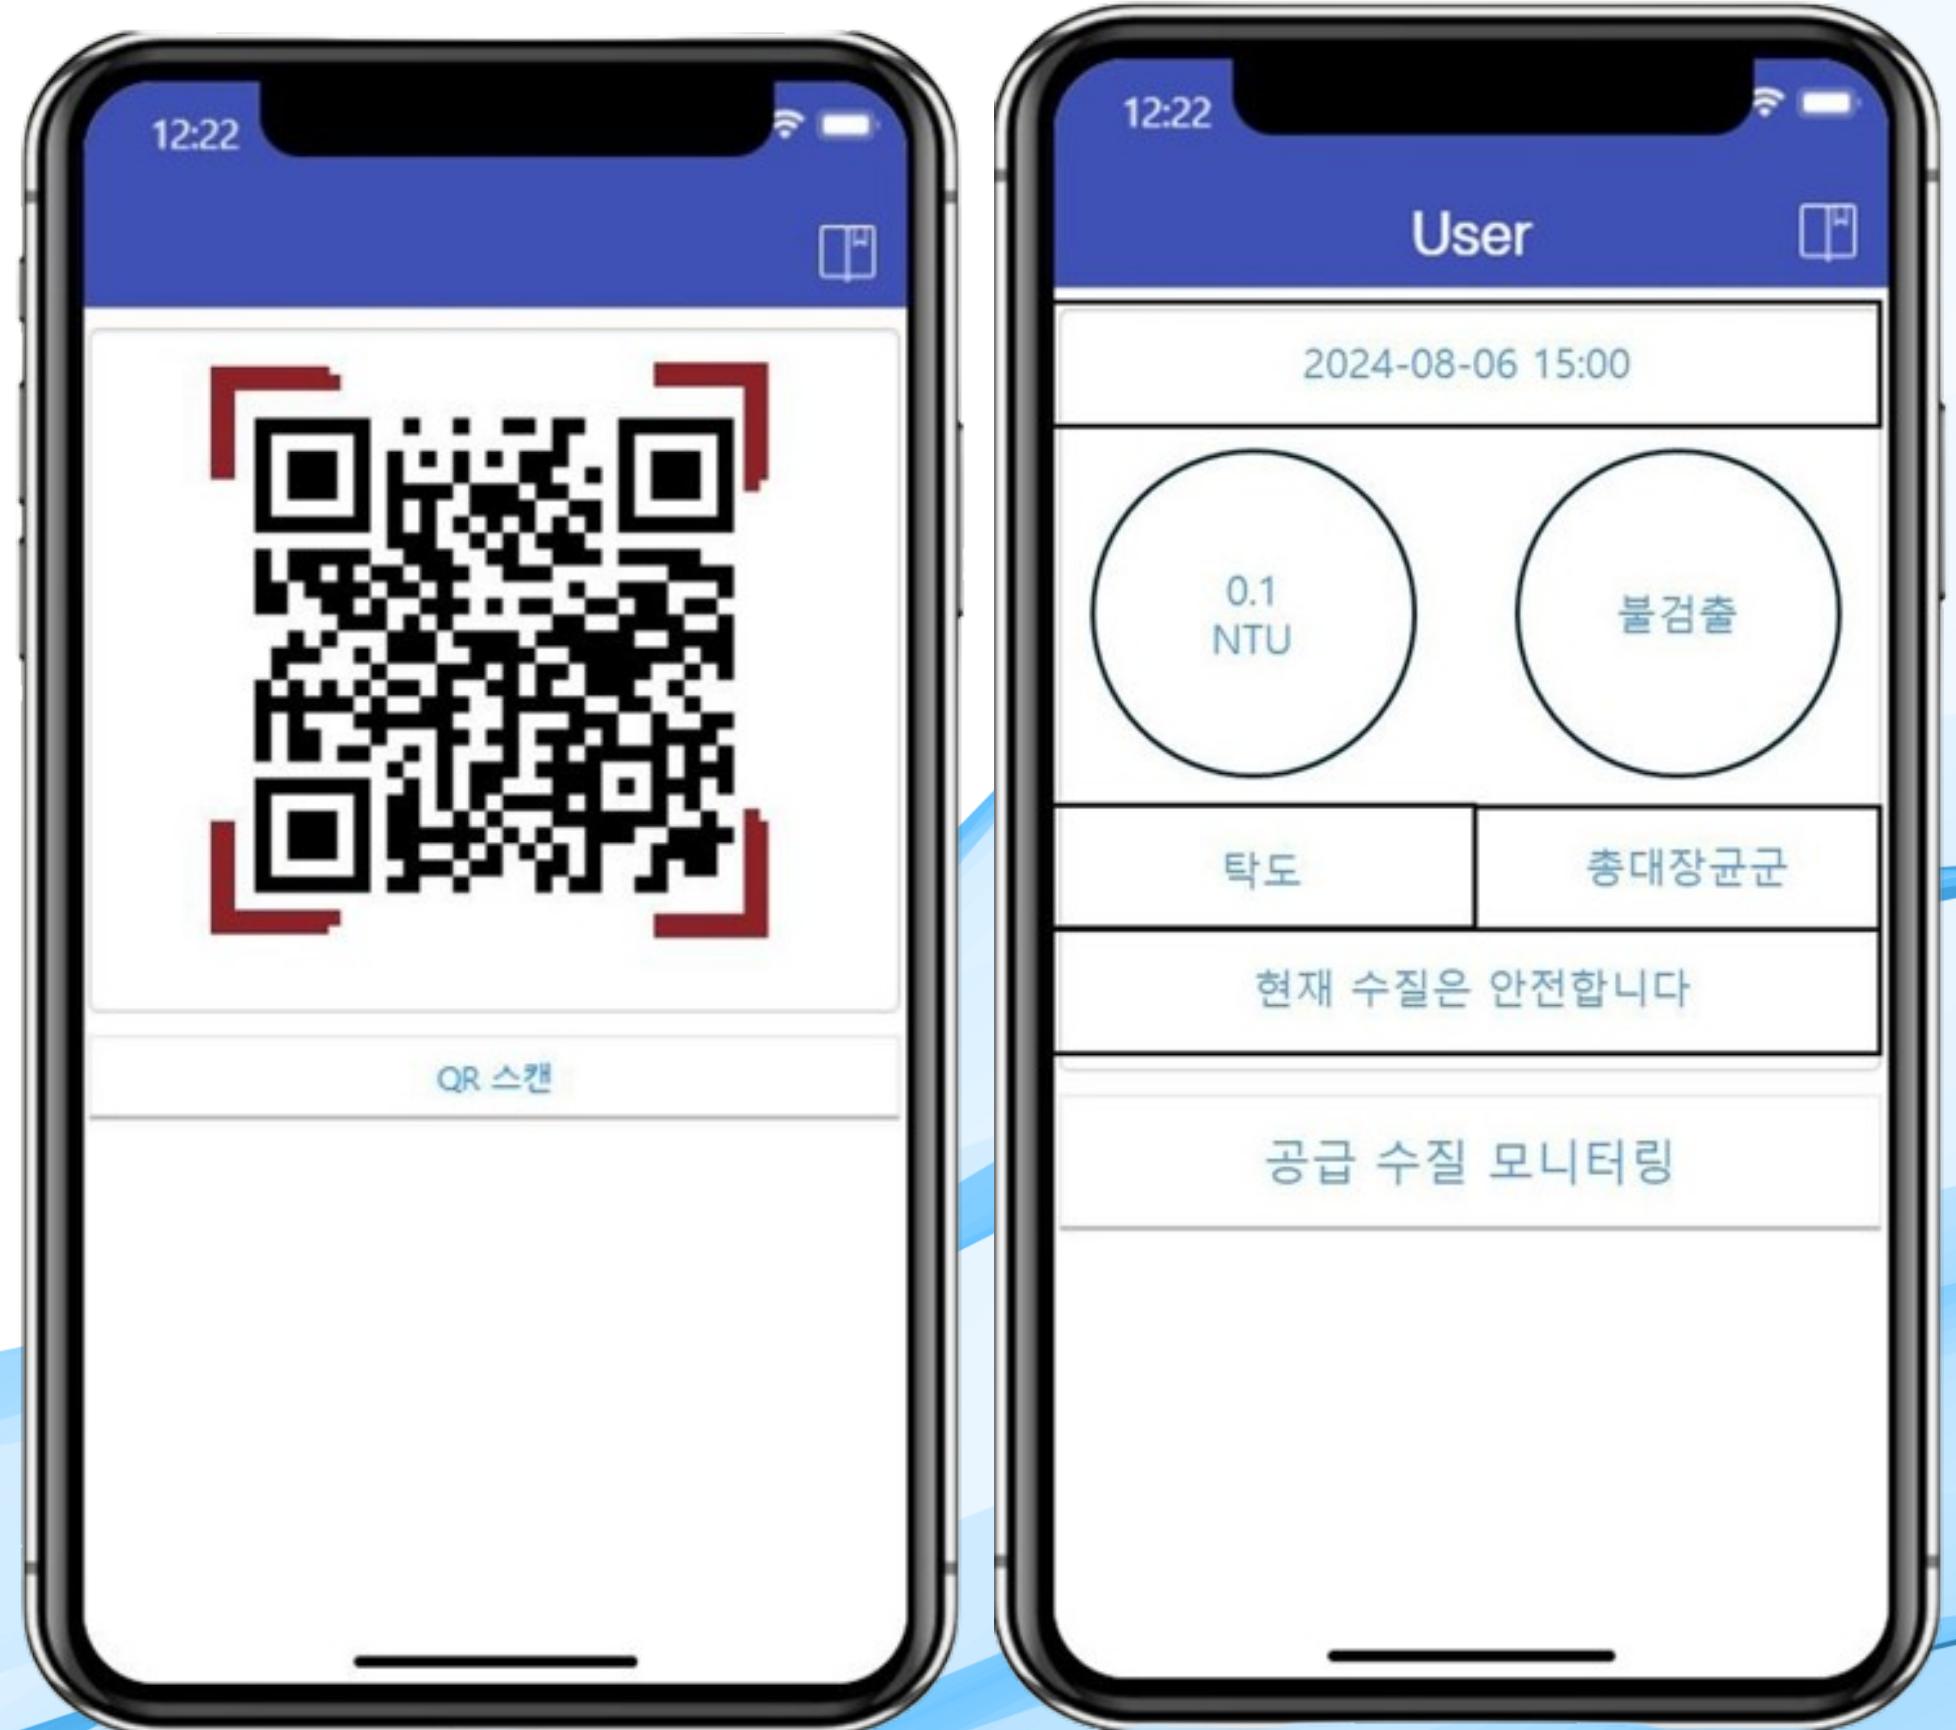 12:22
QR 스캔
12:22
User
2024-08-06 15:00
0.1
NTU
불검출
탁도
총대장균군
현재 수질은 안전합니다
공급 수질 모니터링